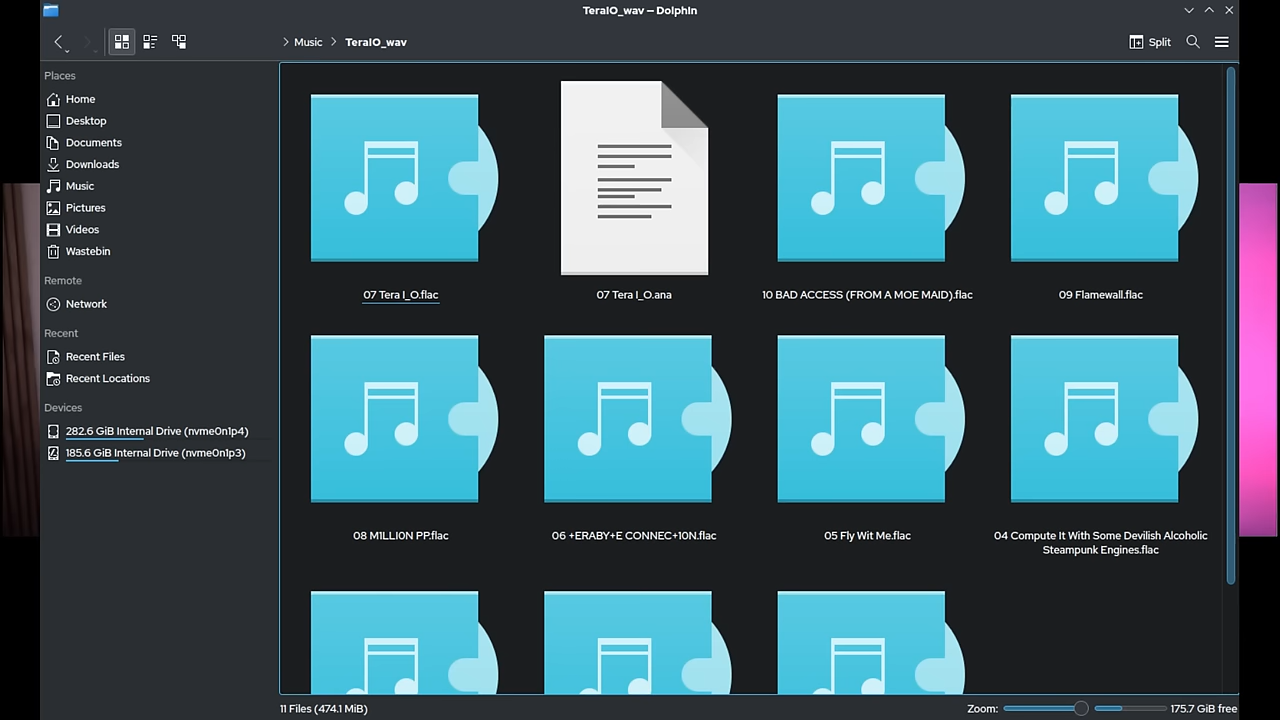 TeraIO_wav — Dolphin
Music
TeraIO_wav
Split
Places
Home
Desktop
Documents
Downloads
Music
Pictures
Videos
Wastebin
Remote
Network
Recent
Recent Files
Recent Locations
Devices
282.6 GiB Internal Drive (nvme0n1p4)
185.6 GiB Internal Drive (nvme0n1p3)
07 Tera I_O.flac
07 Tera I_O.ana
10 BAD ACCESS (FROM A MOE MAID).flac
09 Flamewall.flac
08 M1LLI0N PP.flac
06 +ERABY+E CONNEC+10N.flac
05 Fly Wit Me.flac
04 Compute It With Some Devilish Alcoholic
Steampunk Engines.flac
11 Files (474.1 MiB)
Zoom:
175.7 GiB free